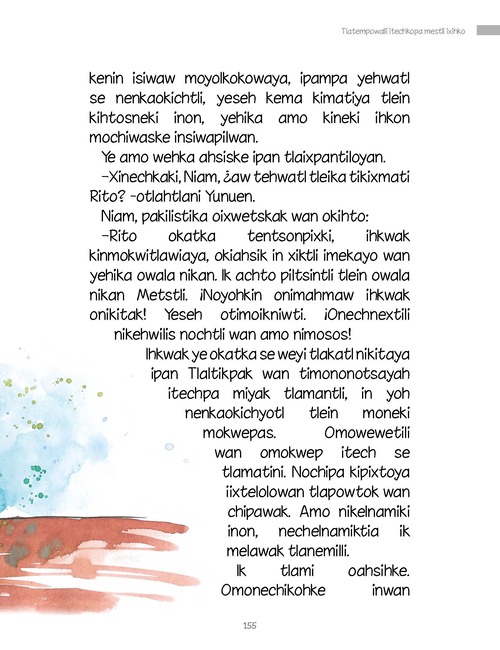 Tlatempowalli itechkopa mestli ixihko
kenin isiwaw moyolkokowaya, ipampa yehwatl
se nenkaokichtli, yeseh kema kimatiya tlein
kihtosneki inon, yehika amo kineki ihkon
mochiwaske insiwapilwan.
Ye amo wehka ahsiske ipan tlaixpantiloyan.
—Xinechkaki, Niam, ¿aw tehwatl tleika tikixmati
Rito? -otlahtlani Yunuen.
Niam, pakilistika oixwetskak wan okihto:
—Rito okatka tentsonpixki, ihkwak
kinmokwitlawiaya, okiahsik in xiktli imekayo wan
yehika owala nikan. Ik achto piltsintli tlein owala
nikan Metstli. ¡Noyohkin onimahmaw ihkwak
onikitak! Yeseh otimoikniwti. ¡Onechnextili
nikehwilis nochtli wan amo nimosos!
Ihkwak ye okatka se weyi tlakatl nikitaya
ipan Tlaltikpak wan timononotsayah
itechpa miyak tlamantli, in yoh
nenkaokichyotl tlein moneki
mokwepas. Omowewetili
wan omokwep itech se
tlamatini. Nochipa kipixtoya
iixtelolowan tlapowtok wan
chipawak. Amo nikelnamiki
inon, nechelnamiktia ik
melawak tlanemilli.
Ik tlami oahsihke.
Omonechikohke inwan
155